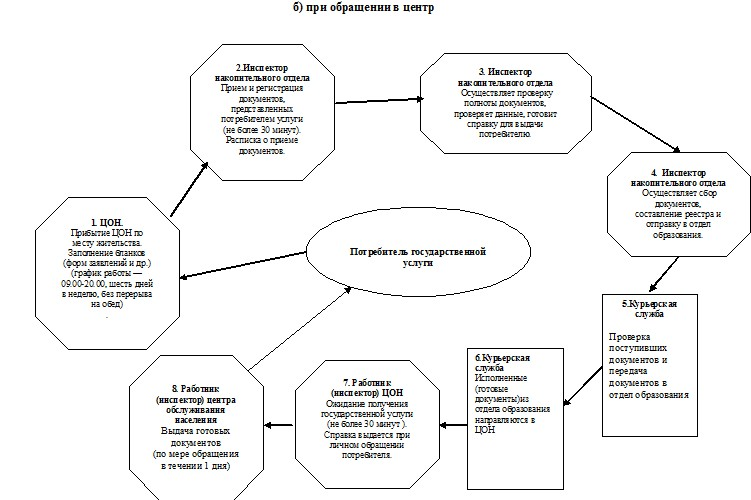 б) при обращении в центр
2.Инспектор
накопительного отдела
Прием и регистрация
документов,
представленных
потребителем услуги
(не более 30 минут).
Расписка о приеме
документов.
3. Инспектор
накопительного отдела
Осуществляет проверку
полноты документов,
проверяет данные, готовит
справку для выдачи
потребителю.
4. Инспектор
накопительного отдела
Осуществляет сбор
документов,
составление реестра и
отправку в отдел
образования.
1. ЦОН.
Прибытие ЦОН по
месту жительства.
Заполнение бланков
(форм заявлений и др.)
(график работы —
09.00-20.00, шесть дней
в неделю, без перерыва
на обед)
.
Потребитель государственной
услуги
5.Курьерская
служба
Проверка
поступивших
документов и
передача
документов в
отдел образования
6.Курьерская
служба
Исполненные
(готовые
документы)из
отдела образования
направляются в
ЦОН
7. Работник
(инспектор) ЦОН
Ожидание получения
государственной услуги
(не более 30 минут ).
Справка выдается при
личном обращении
потребителя.
8. Работник
(инспектор) центра
обслуживания
населения
Выдача готовых
документов
(по мере обращения
в течении 1 дня)